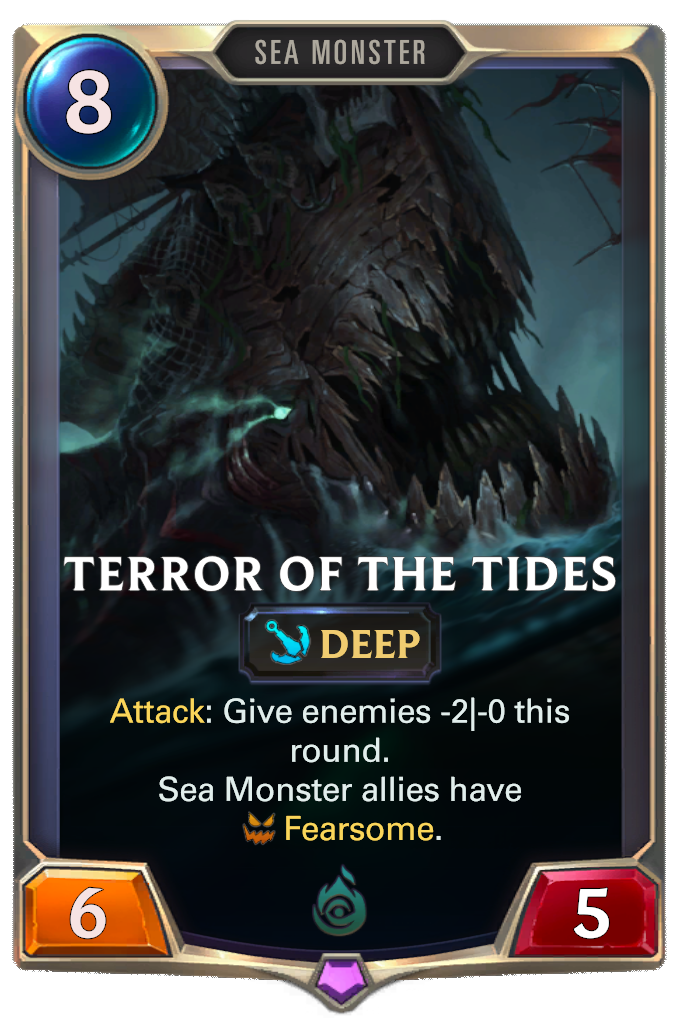 SEA MONSTER
8
TERROR OF THE TIDES
DEEP
Attack: Give enemies -2|-0 this
round.
Sea Monster allies have
Fearsome.
6
5